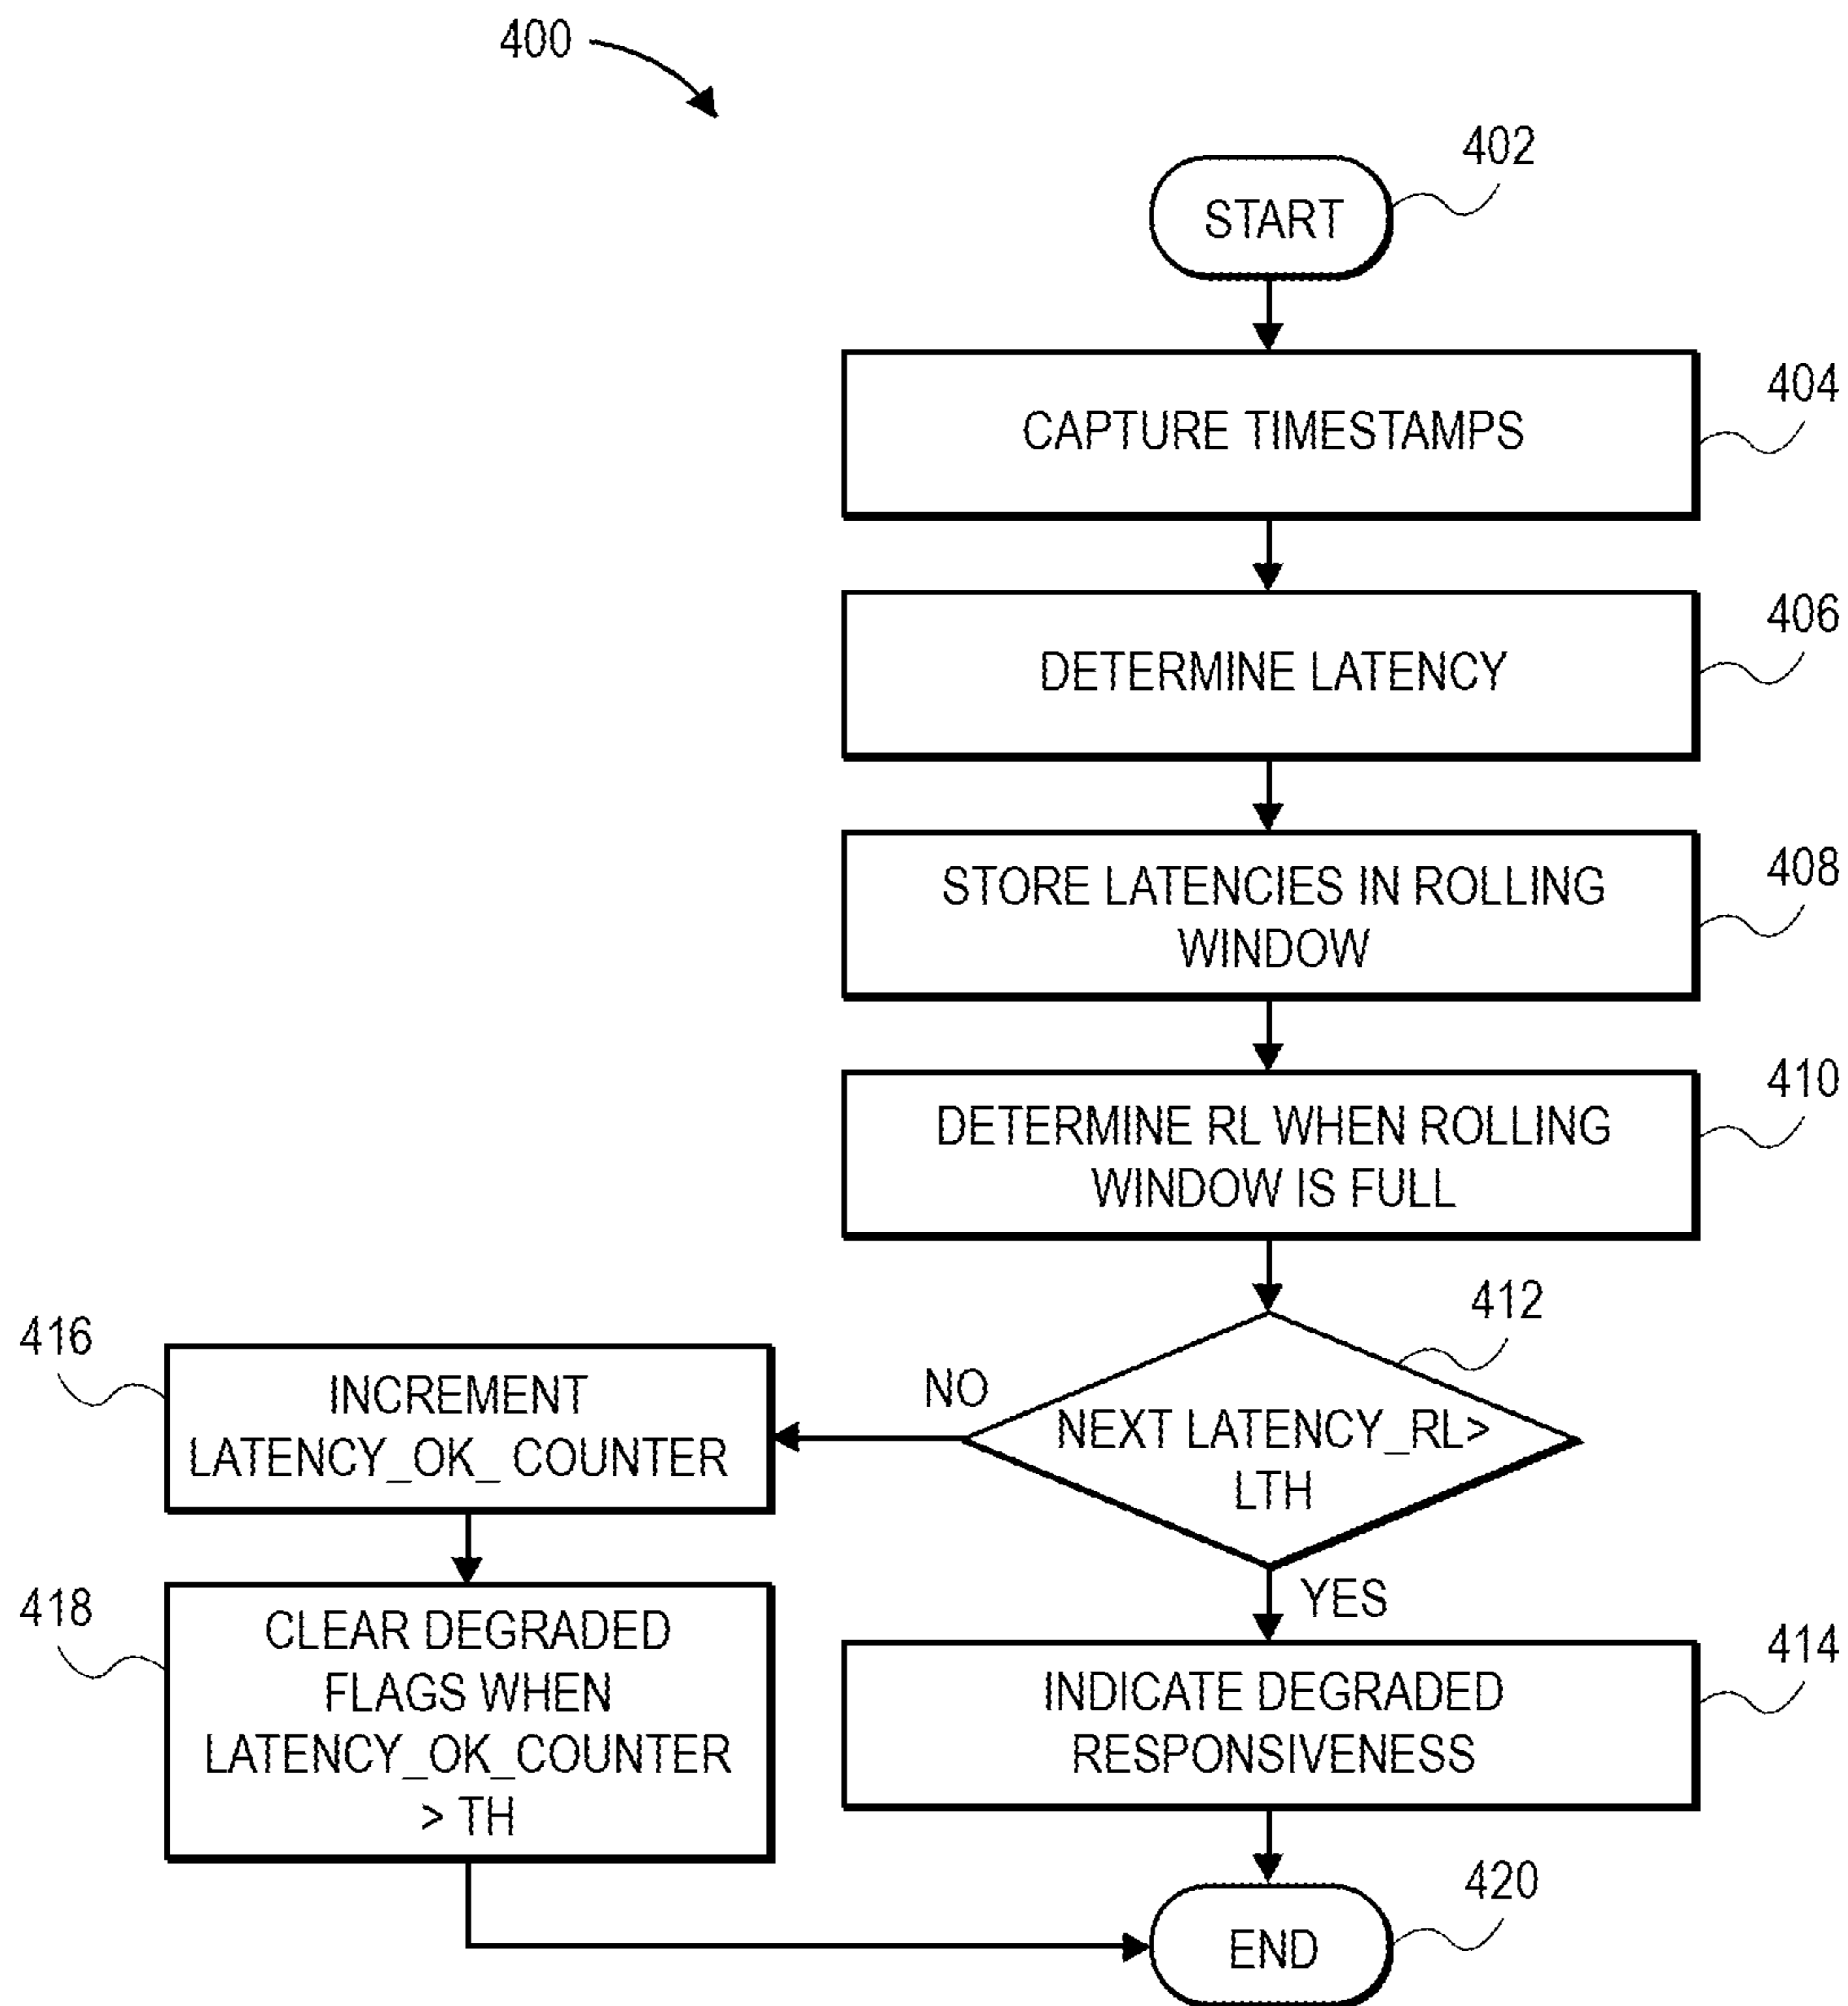 400
402
START
404
CAPTURE TIMESTAMPS
406
DETERMINE LATENCY
408
STORE LATENCIES IN ROLLING
WINDOW
410
DETERMINE RL WHEN ROLLING
WINDOW IS FULL
412
NEXT LATENCY_RL>
LTH
NO
416
INCREMENT
LATENCY_OK_ COUNTER
418
CLEAR DEGRADED
FLAGS WHEN
LATENCY_OK_COUNTER
> TH
YES
414
INDICATE DEGRADED
RESPONSIVENESS
420
END